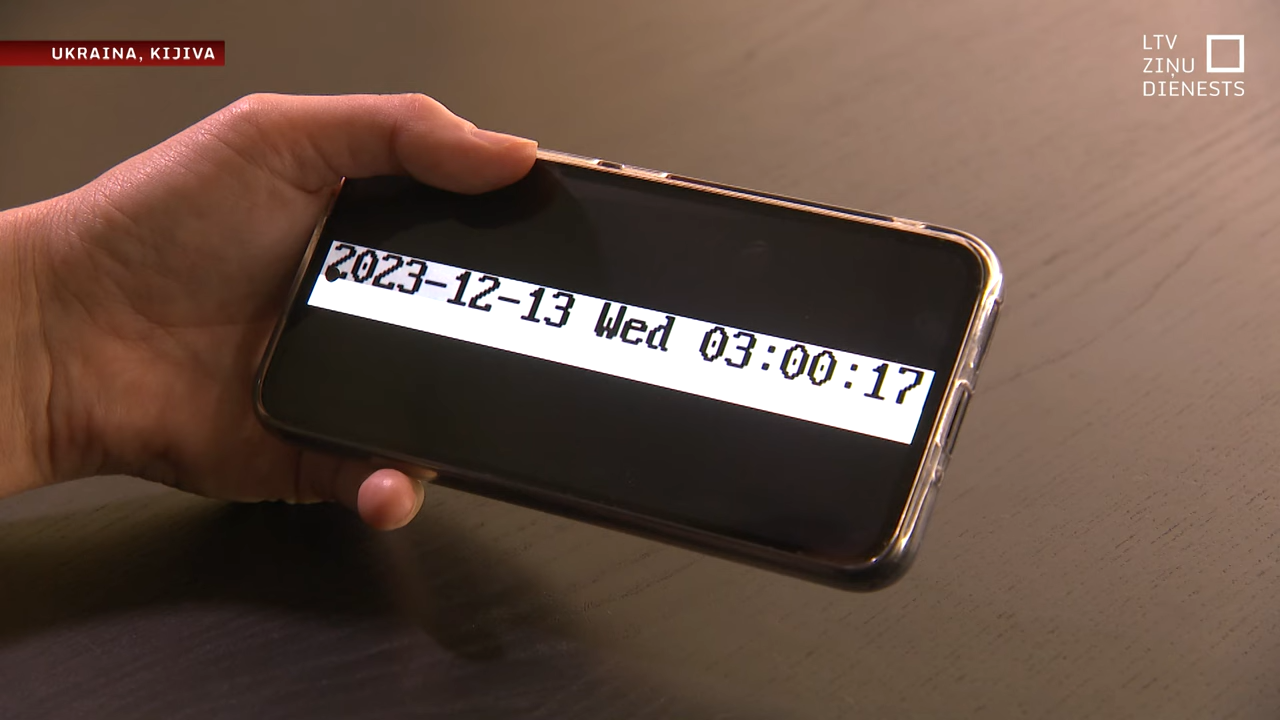 UKRAINA, KIJIVA
LTV
ZIŅU
DIENESTS
2023-12-13 Wed 03:00:17